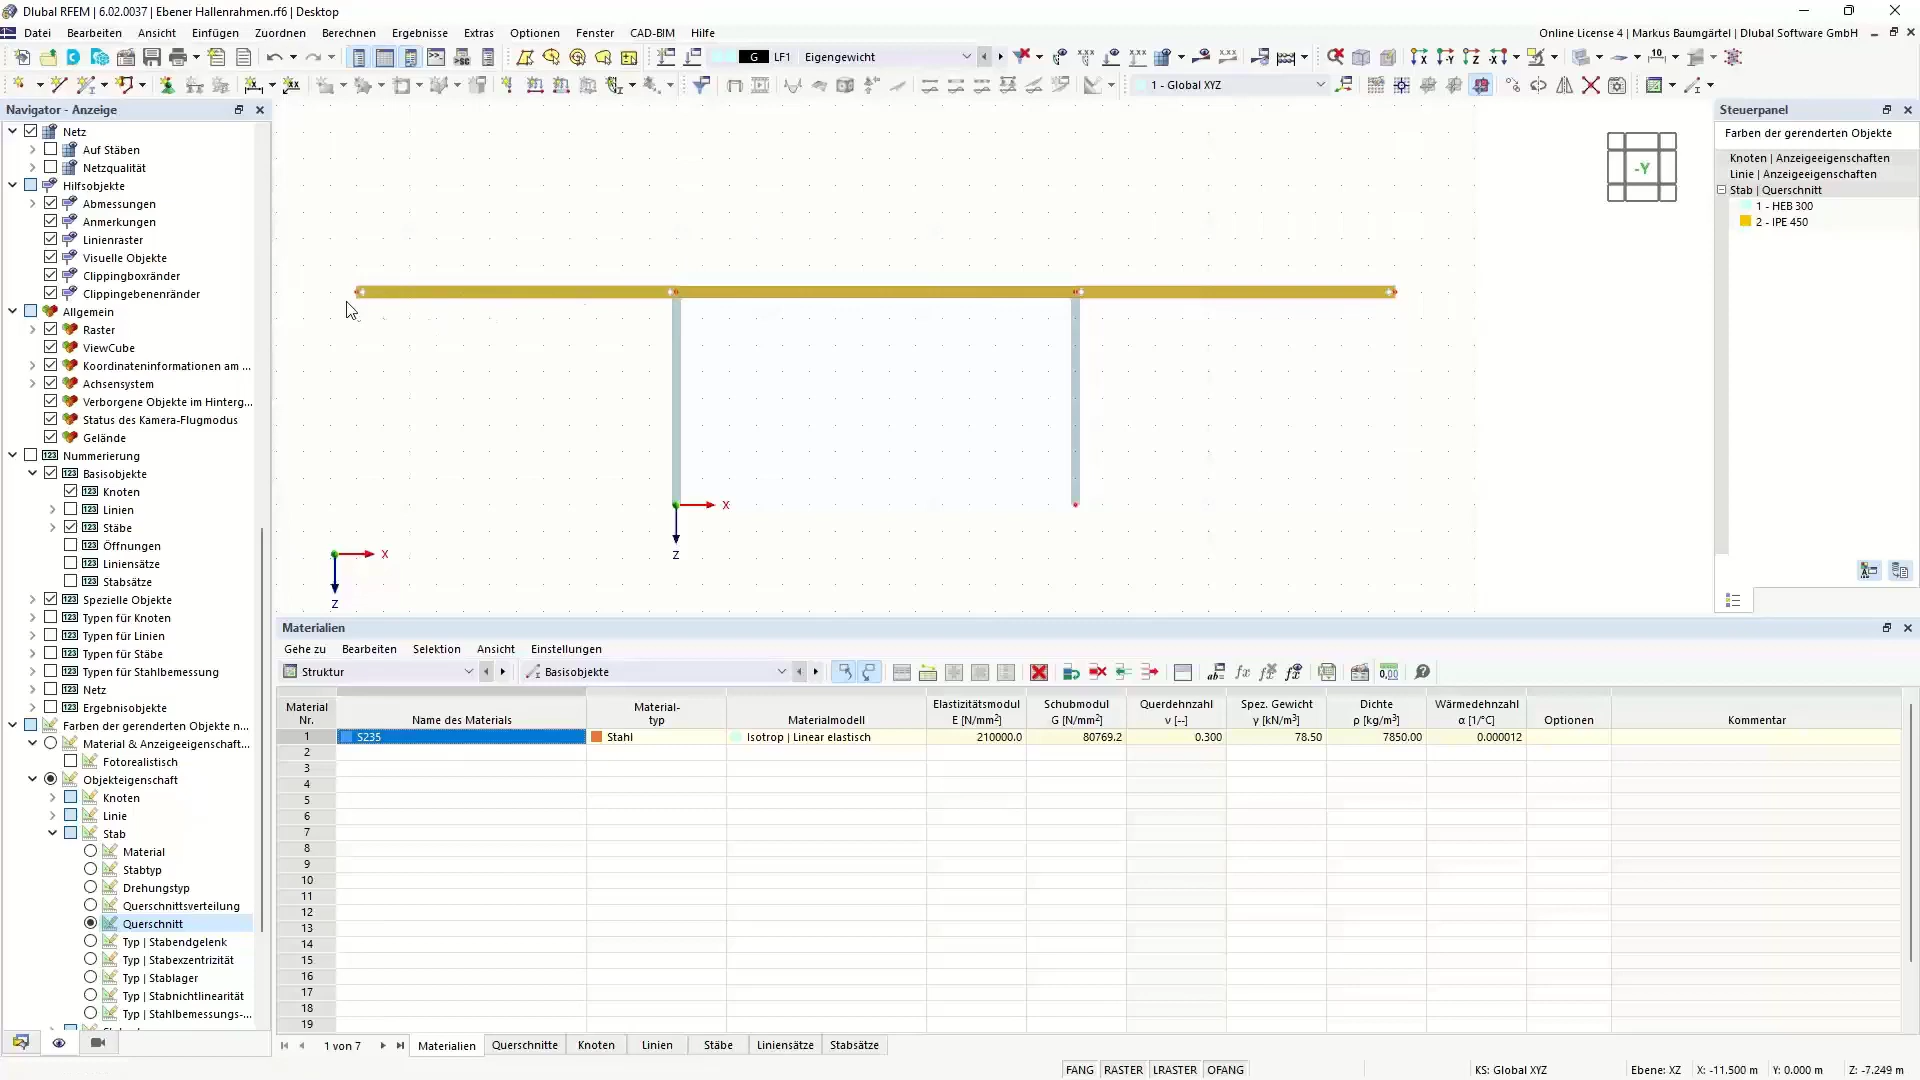 Dlubal RFEM | 6.02.0037 | Ebener Hallenrahmen.rf6 | Desktop
Datei Bearbeiten Ansicht Einfügen Zuordnen Berechnen Ergebnisse Extras Optionen Fenster CAD-BIM Hilfe
Online License 4 | Markus Baumgärtel | Dlubal Software GmbH
G LF1 Eigengewicht
1 - Global XYZ
Navigator - Anzeige
Netz
Auf Stäben
Netzqualität
Hilfsobjekte
Abmessungen
Anmerkungen
Linienraster
Visuelle Objekte
Clippingboxränder
Clippingebenenränder
Allgemein
Raster
ViewCube
Koordinateninformationen am ...
Achsensystem
Verborgene Objekte im Hinterg...
Status des Kamera-Flugmodus
Gelände
Nummerierung
Basisobjekte
Knoten
Linien
Stäbe
Öffnungen
Liniensätze
Stabsätze
Spezielle Objekte
Typen für Knoten
Typen für Linien
Typen für Stäbe
Typen für Stahlbemessung
Netz
Ergebnisobjekte
Farben der gerenderten Objekte n...
Material & Anzeigeeigenschaft...
Fotorealistisch
Objekteigenschaft
Knoten
Linie
Stab
Material
Stabtyp
Drehungstyp
Querschnittsverteilung
Querschnitt
Typ | Stabendgelenk
Typ | Stabexzentrizität
Typ | Stablager
Typ | Stabnichtlinearität
Typ | Stahlbemessungs-...
X
Z
X
Z
-Y
Steuerpanel
Farben der gerenderten Objekte
Knoten | Anzeigeeigenschaften
Linie | Anzeigeeigenschaften
Stab | Querschnitt
1 - HEB 300
2 - IPE 450
Materialien
Gehe zu Bearbeiten Selektion Ansicht Einstellungen
Struktur Basisobjekte
Material Nr. Name des Materials Material-typ Materialmodell Elastizitätsmodul E [N/mm²] Schubmodul G [N/mm²] Querdehnzahl ν [--] Spez. Gewicht γ [kN/m³] Dichte ρ [kg/m³] Wärmedehnzahl α [1/°C] Optionen Kommentar
1 S235 Stahl Isotrop | Linear elastisch 210000.0 80769.2 0.300 78.50 7850.00 0.000012
2
3
4
5
6
7
8
9
10
11
12
13
14
15
16
17
18
19
1 von 7 Materialien Querschnitte Knoten Linien Stäbe Liniensätze Stabsätze
FANG RASTER LRASTER OFANG KS: Global XYZ Ebene: XZ X: -11.500 m Y: 0.000 m Z: -7.249 m